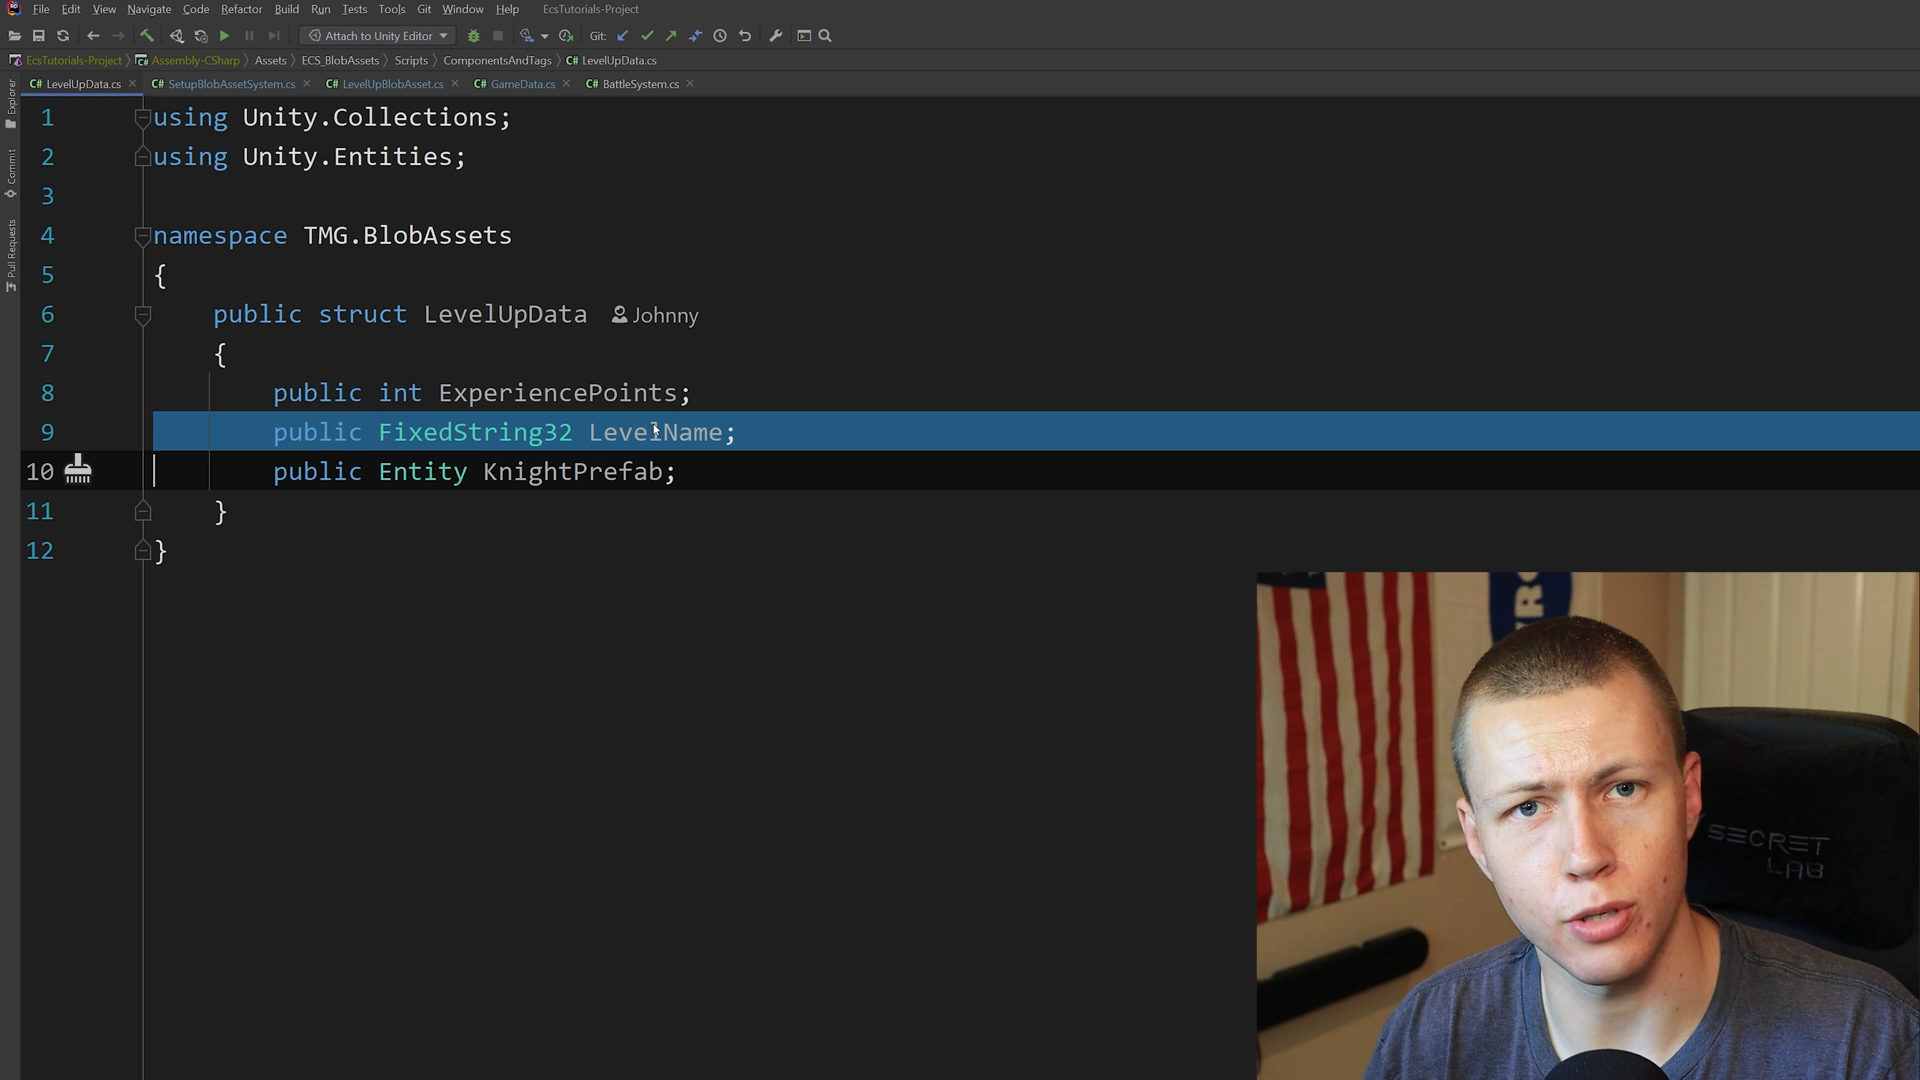 File Edit View Navigate Code Refactor Build Run Tests Tools Git Window Help EcsTutorials-Project
Attach to Unity Editor Git:
EcsTutorials-Project Assembly-CSharp Assets ECS_BlobAssets Scripts ComponentsAndTags C# LevelUpData.cs
C# LevelUpData.cs C# SetupBlobAssetSystem.cs C# LevelUpBlobAsset.cs C# GameData.cs C# BattleSystem.cs
Explorer
Commit
Pull Requests
1 using Unity.Collections;
2 using Unity.Entities;
3
4 namespace TMG.BlobAssets
5 {
6 public struct LevelUpData Johnny
7 {
8 public int ExperiencePoints;
9 public FixedString32 LevelName;
10 public Entity KnightPrefab;
11 }
12 }
SECRET
LAB